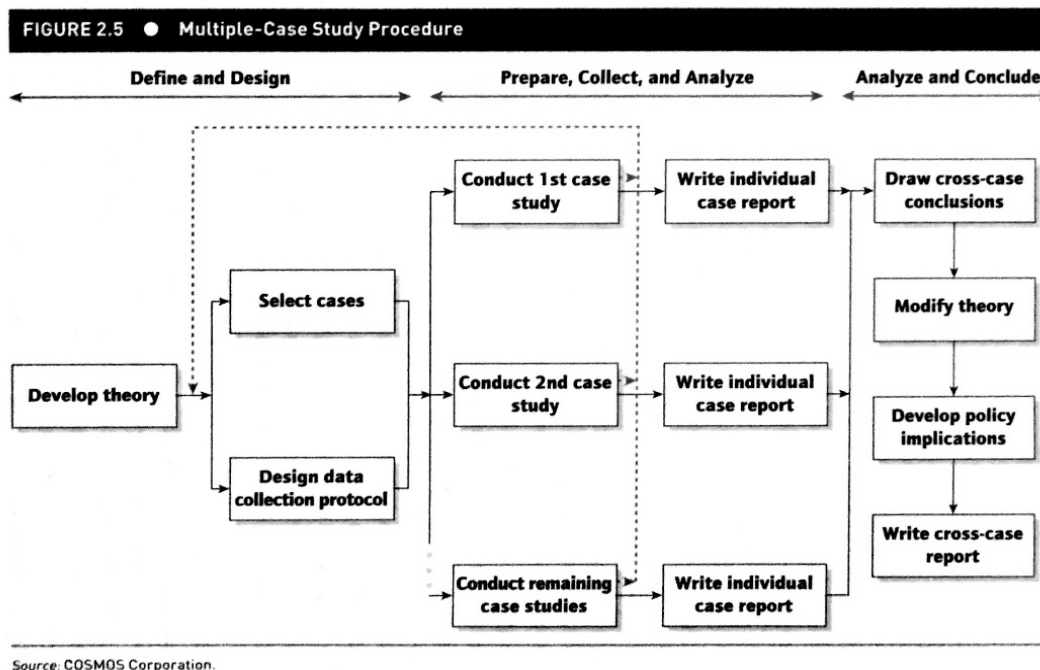 FIGURE 2.5 ● Multiple-Case Study Procedure
Define and Design
Prepare, Collect, and Analyze
Analyze and Conclude
Develop theory
Select cases
Design data
collection protocol
Conduct 1st case
study
Write individual
case report
Conduct 2nd case
study
Write individual
case report
Conduct remaining
case studies
Write individual
case report
Draw cross-case
conclusions
Modify theory
Develop policy
implications
Write cross-case
report
Source: COSMOS Corporation.